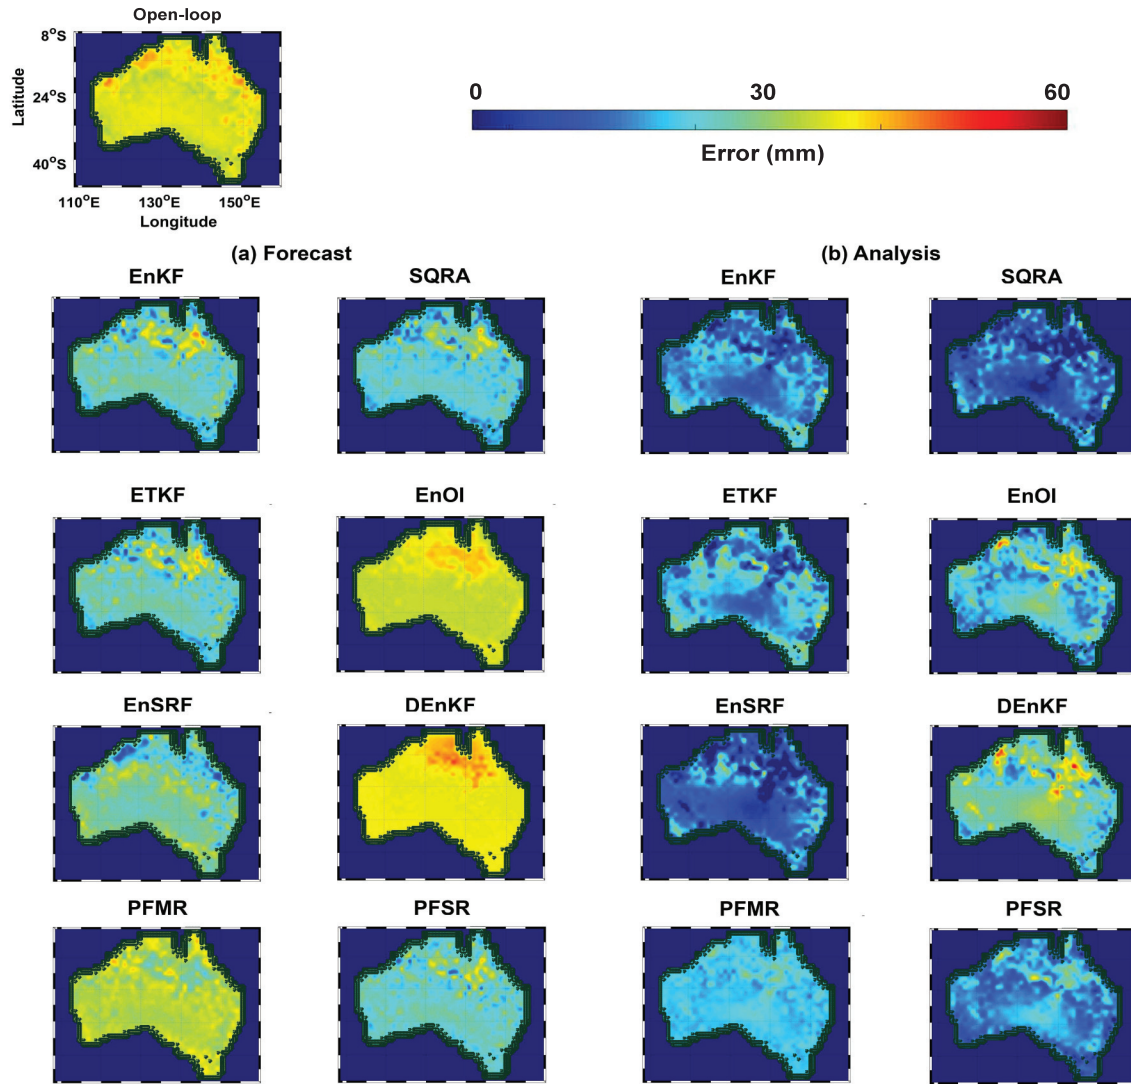 Open-loop
8°S
24°S
40°S
Latitude
110°E 130°E 150°E
Longitude
0 30 60
Error (mm)
(a) Forecast (b) Analysis
EnKF SQRA EnKF SQRA
ETKF EnOI ETKF EnOI
EnSRF DEnKF EnSRF DEnKF
PFMR PFSR PFMR PFSR